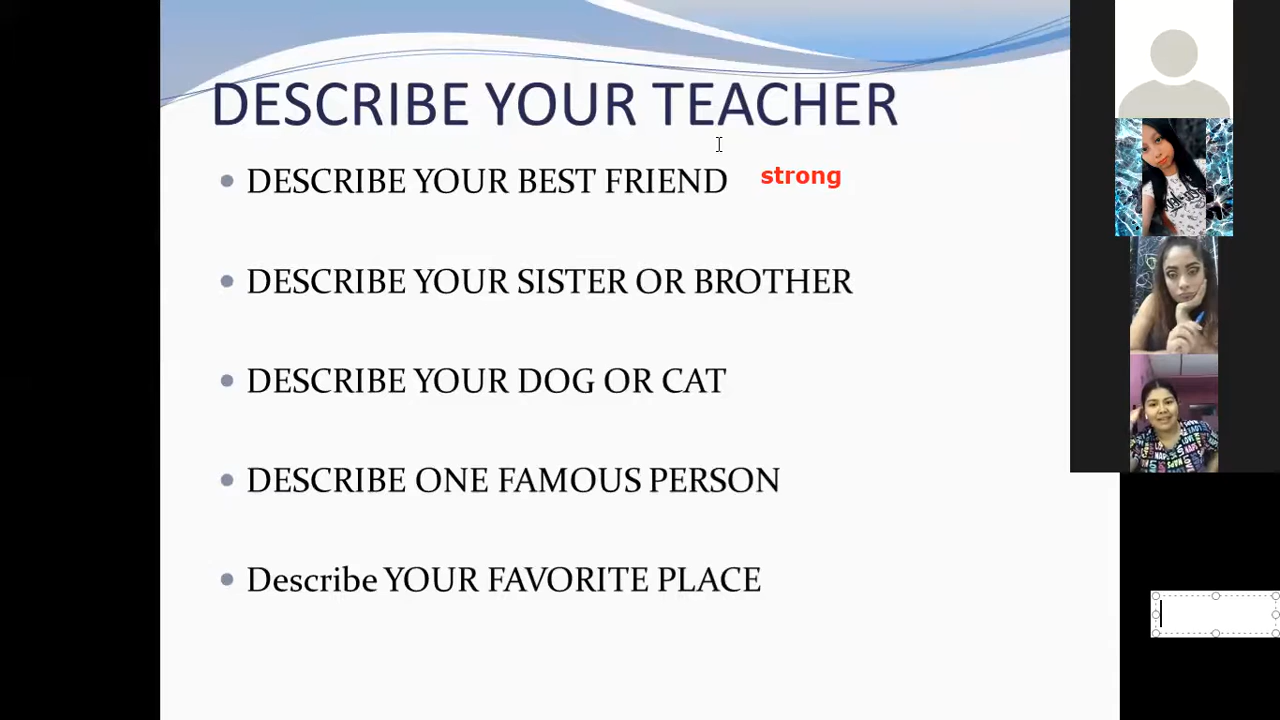 DESCRIBE YOUR TEACHER
DESCRIBE YOUR BEST FRIEND strong
DESCRIBE YOUR SISTER OR BROTHER
DESCRIBE YOUR DOG OR CAT
DESCRIBE ONE FAMOUS PERSON
Describe YOUR FAVORITE PLACE